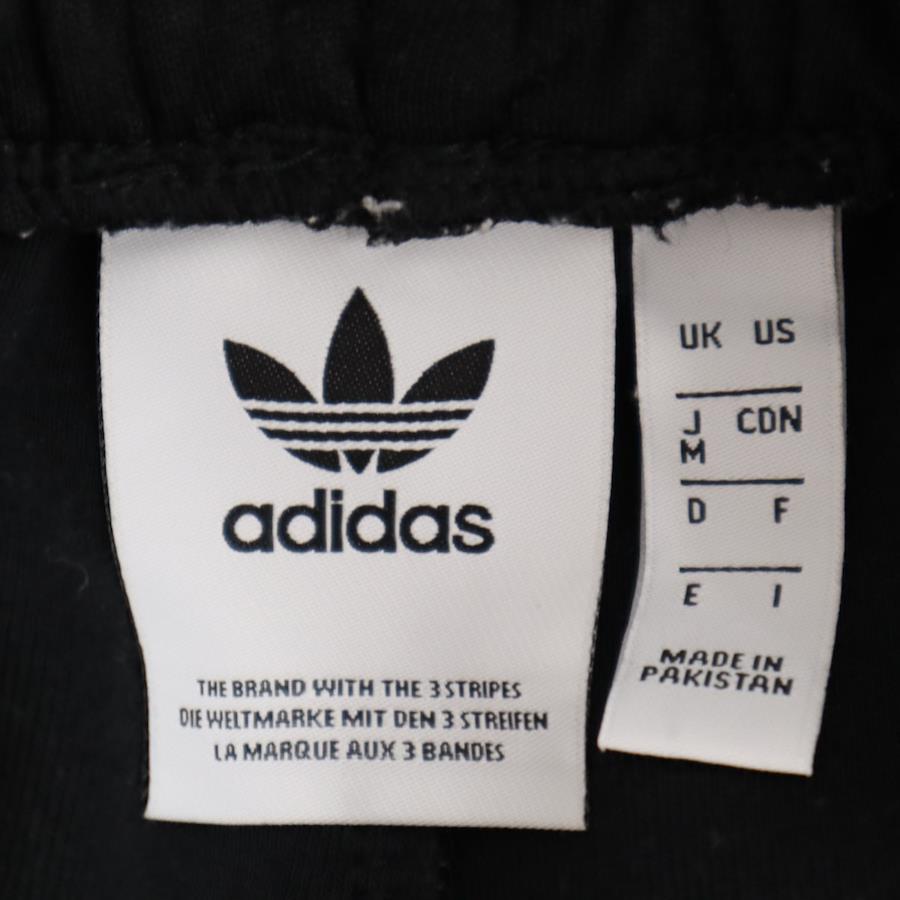 adidas
THE BRAND WITH THE 3 STRIPES
DIE WELTMARKE MIT DEN 3 STREIFEN
LA MARQUE AUX 3 BANDES
UK US
J CDN
M
D F
E I
MADE IN
PAKISTAN